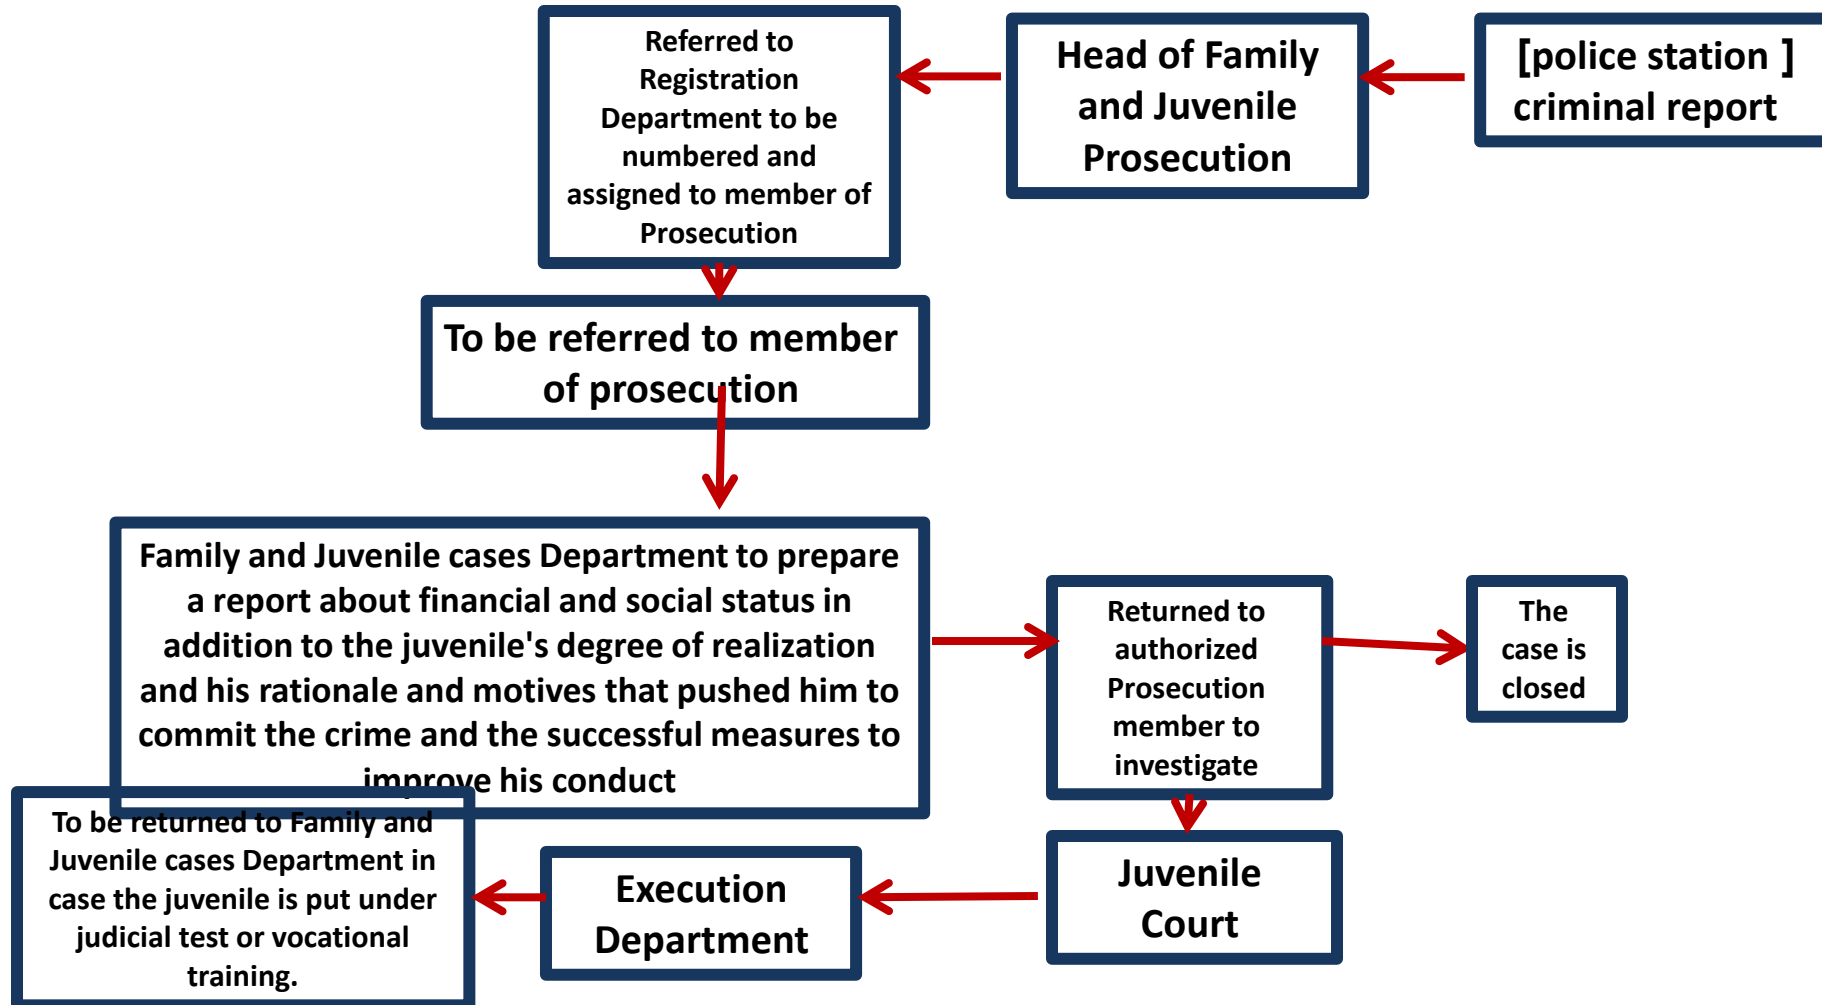 [police station ]
criminal report
Head of Family
and Juvenile
Prosecution
Referred to
Registration
Department to be
numbered and
assigned to member of
Prosecution
To be referred to member
of prosecution
Family and Juvenile cases Department to prepare
a report about financial and social status in
addition to the juvenile's degree of realization
and his rationale and motives that pushed him to
commit the crime and the successful measures to
improve his conduct
Returned to
authorized
Prosecution
member to
investigate
The
case is
closed
Juvenile
Court
Execution
Department
To be returned to Family and
Juvenile cases Department in
case the juvenile is put under
judicial test or vocational
training.